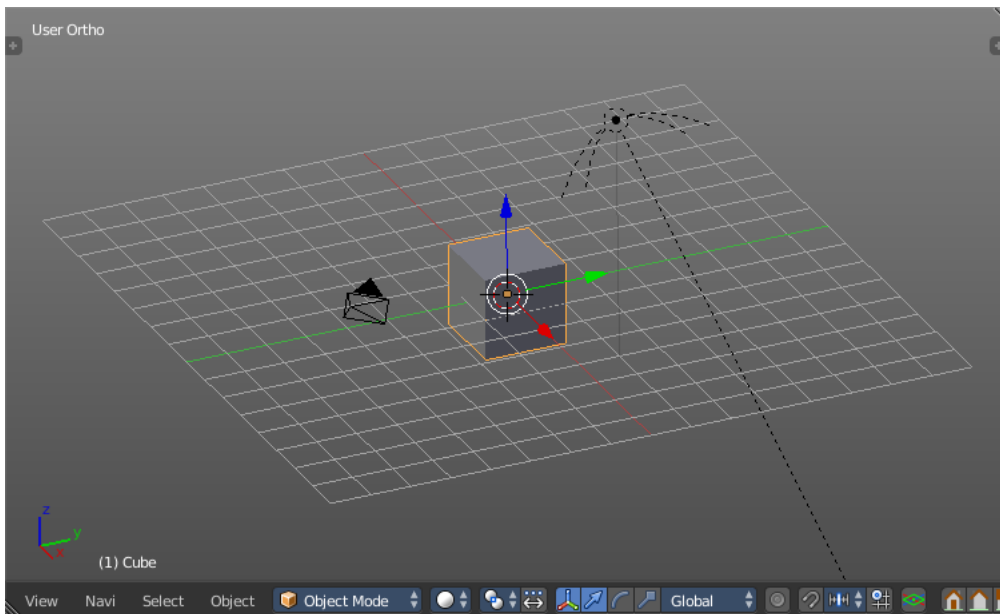 User Ortho
z
y
x
(1) Cube
View Navi Select Object Object Mode Global